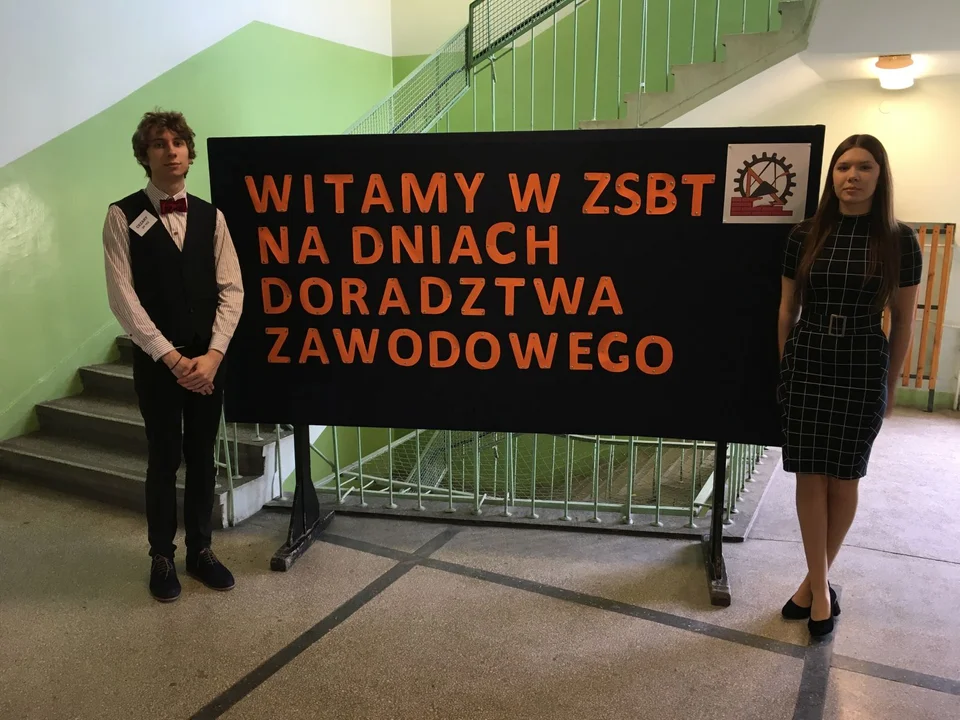 WITAMY W ZSBT
NA DNIACH
DORADZTWA
ZAWODOWEGO